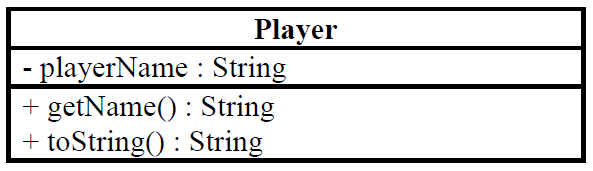 Player
- playerName : String
+ getName() : String
+ toString() : String